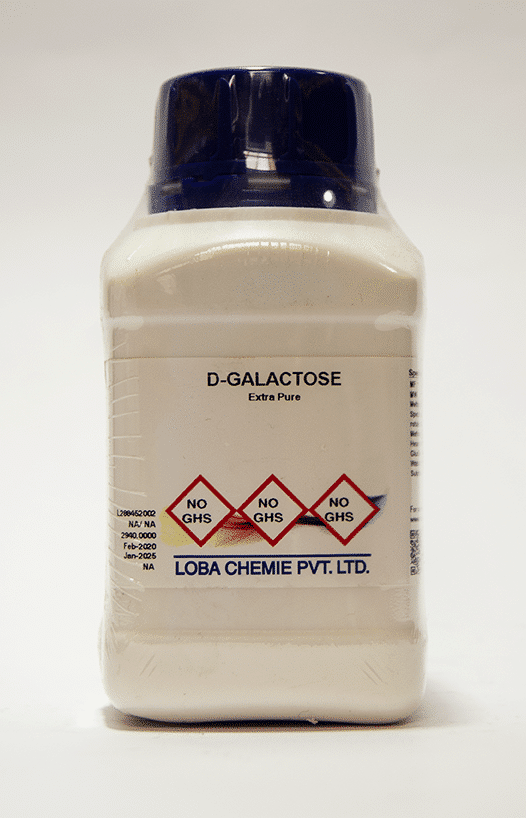 D-GALACTOSE
Extra Pure
NO
GHS
NO
GHS
NO
GHS
L288462002
NA/ NA
2940.0000
Feb-2020
Jan-2025
NA
LOBA CHEMIE PVT. LTD.